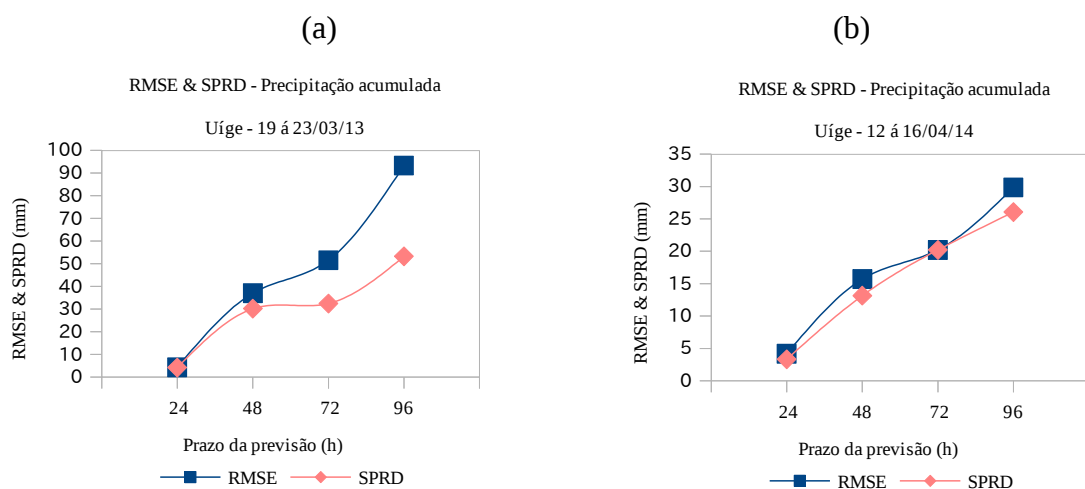 (a)
RMSE & SPRD - Precipitação acumulada
Uíge - 19 á 23/03/13
RMSE & SPRD (mm)
100
90
80
70
60
50
40
30
20
10
0
24 48 72 96
Prazo da previsão (h)
RMSE SPRD
(b)
RMSE & SPRD - Precipitação acumulada
Uíge - 12 á 16/04/14
RMSE & SPRD (mm)
35
30
25
20
15
10
5
0
24 48 72 96
Prazo da previsão (h)
RMSE SPRD